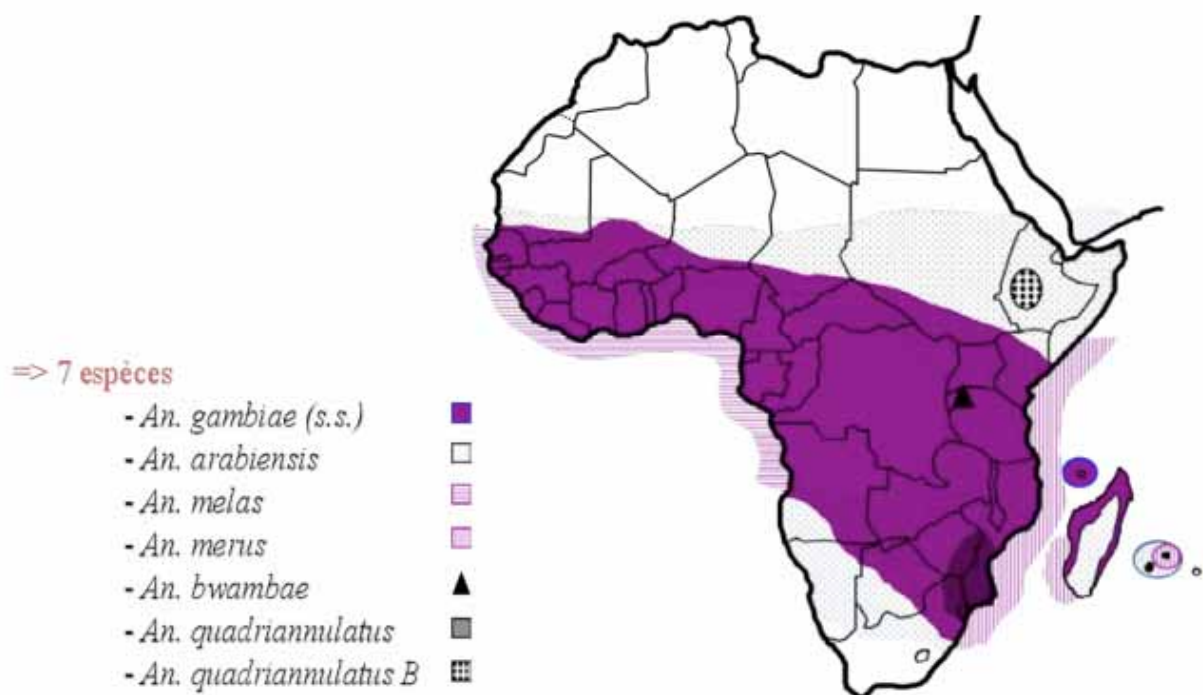 => 7 espèces
- An. gambiae (s.s.)
- An. arabiensis
- An. melas
- An. merus
- An. bwambae
- An. quadriannulatus
- An. quadriannulatus B